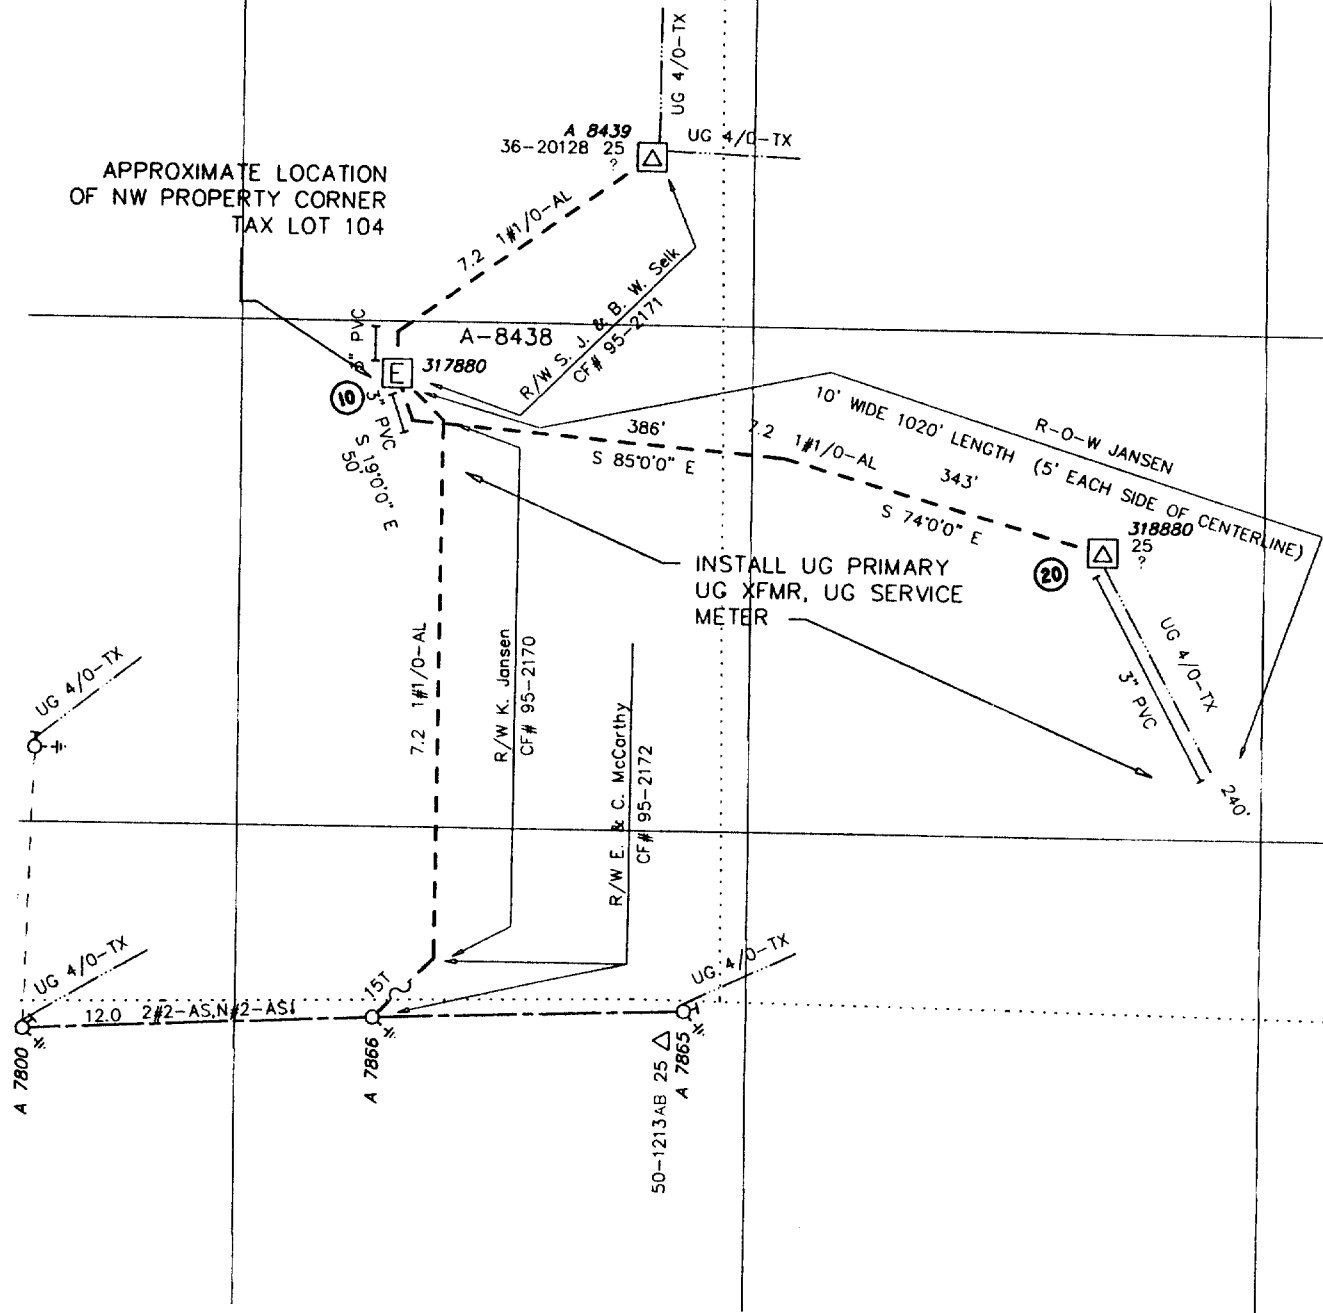 UG 4/0-TX
A 8439
UG 4/0-TX
36-20128 25
?
APPROXIMATE LOCATION
OF NW PROPERTY CORNER
TAX LOT 104
7.2 1#1/0-AL
R/W S. J. & B. W. Selk
CF# 95-2171
PVC
A-8438
E
317880
10
3" PVC
S 19°0'0" E
50'
386'
S 85°0'0" E
7.2 1#1/0-AL
10' WIDE 1020' LENGTH (5' EACH SIDE OF CENTERLINE)
R-O-W JANSEN
343'
S 74°0'0" E
318880
25
?
20
INSTALL UG PRIMARY
UG XFMR, UG SERVICE
METER
UG 4/0-TX
3" PVC
240'
7.2 1#1/0-AL
R/W K. Jansen
CF# 95-2170
R/W E. & C. McCarthy
CF# 95-2172
UG 4/0-TX
UG 4/0-TX
15T
UG 4/0-TX
12.0 2#2-AS,N#2-AS
A 7800
A 7866
50-1213AB 25
A 7865